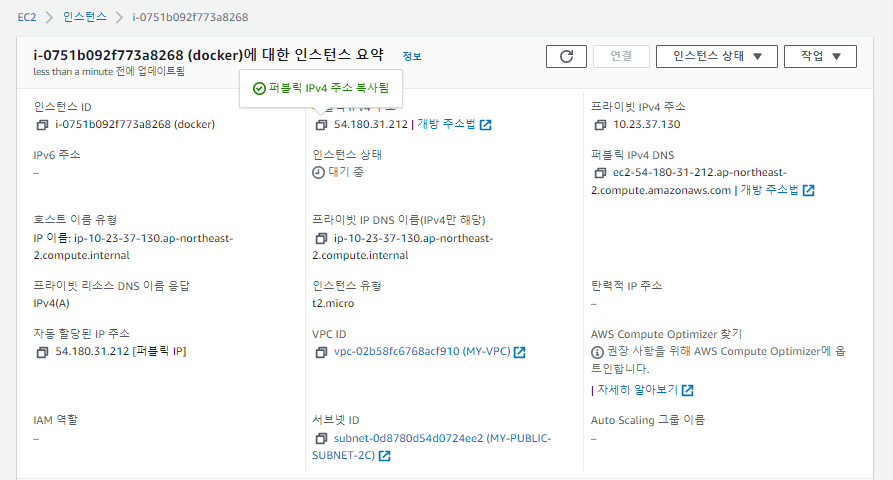 EC2 > 인스턴스 > i-0751b092f773a8268
i-0751b092f773a8268 (docker)에 대한 인스턴스 요약 정보
less than a minute 전에 업데이트됨
연결
인스턴스 상태
작업
퍼블릭 IPv4 주소 복사됨
인스턴스 ID
i-0751b092f773a8268 (docker)
54.180.31.212 | 개방 주소법
프라이빗 IPv4 주소
10.23.37.130
IPv6 주소
–
인스턴스 상태
대기 중
퍼블릭 IPv4 DNS
ec2-54-180-31-212.ap-northeast-
2.compute.amazonaws.com | 개방 주소법
호스트 이름 유형
IP 이름: ip-10-23-37-130.ap-northeast-
2.compute.internal
프라이빗 IP DNS 이름(IPv4만 해당)
ip-10-23-37-130.ap-northeast-
2.compute.internal
프라이빗 리소스 DNS 이름 응답
IPv4(A)
인스턴스 유형
t2.micro
탄력적 IP 주소
–
자동 할당된 IP 주소
54.180.31.212 [퍼블릭 IP]
VPC ID
vpc-02b58fc6768acf910 (MY-VPC)
AWS Compute Optimizer 찾기
권장 사항을 위해 AWS Compute Optimizer에 옵
트인합니다.
| 자세히 알아보기
IAM 역할
–
서브넷 ID
subnet-0d8780d54d0724ee2 (MY-PUBLIC-
SUBNET-2C)
Auto Scaling 그룹 이름
–